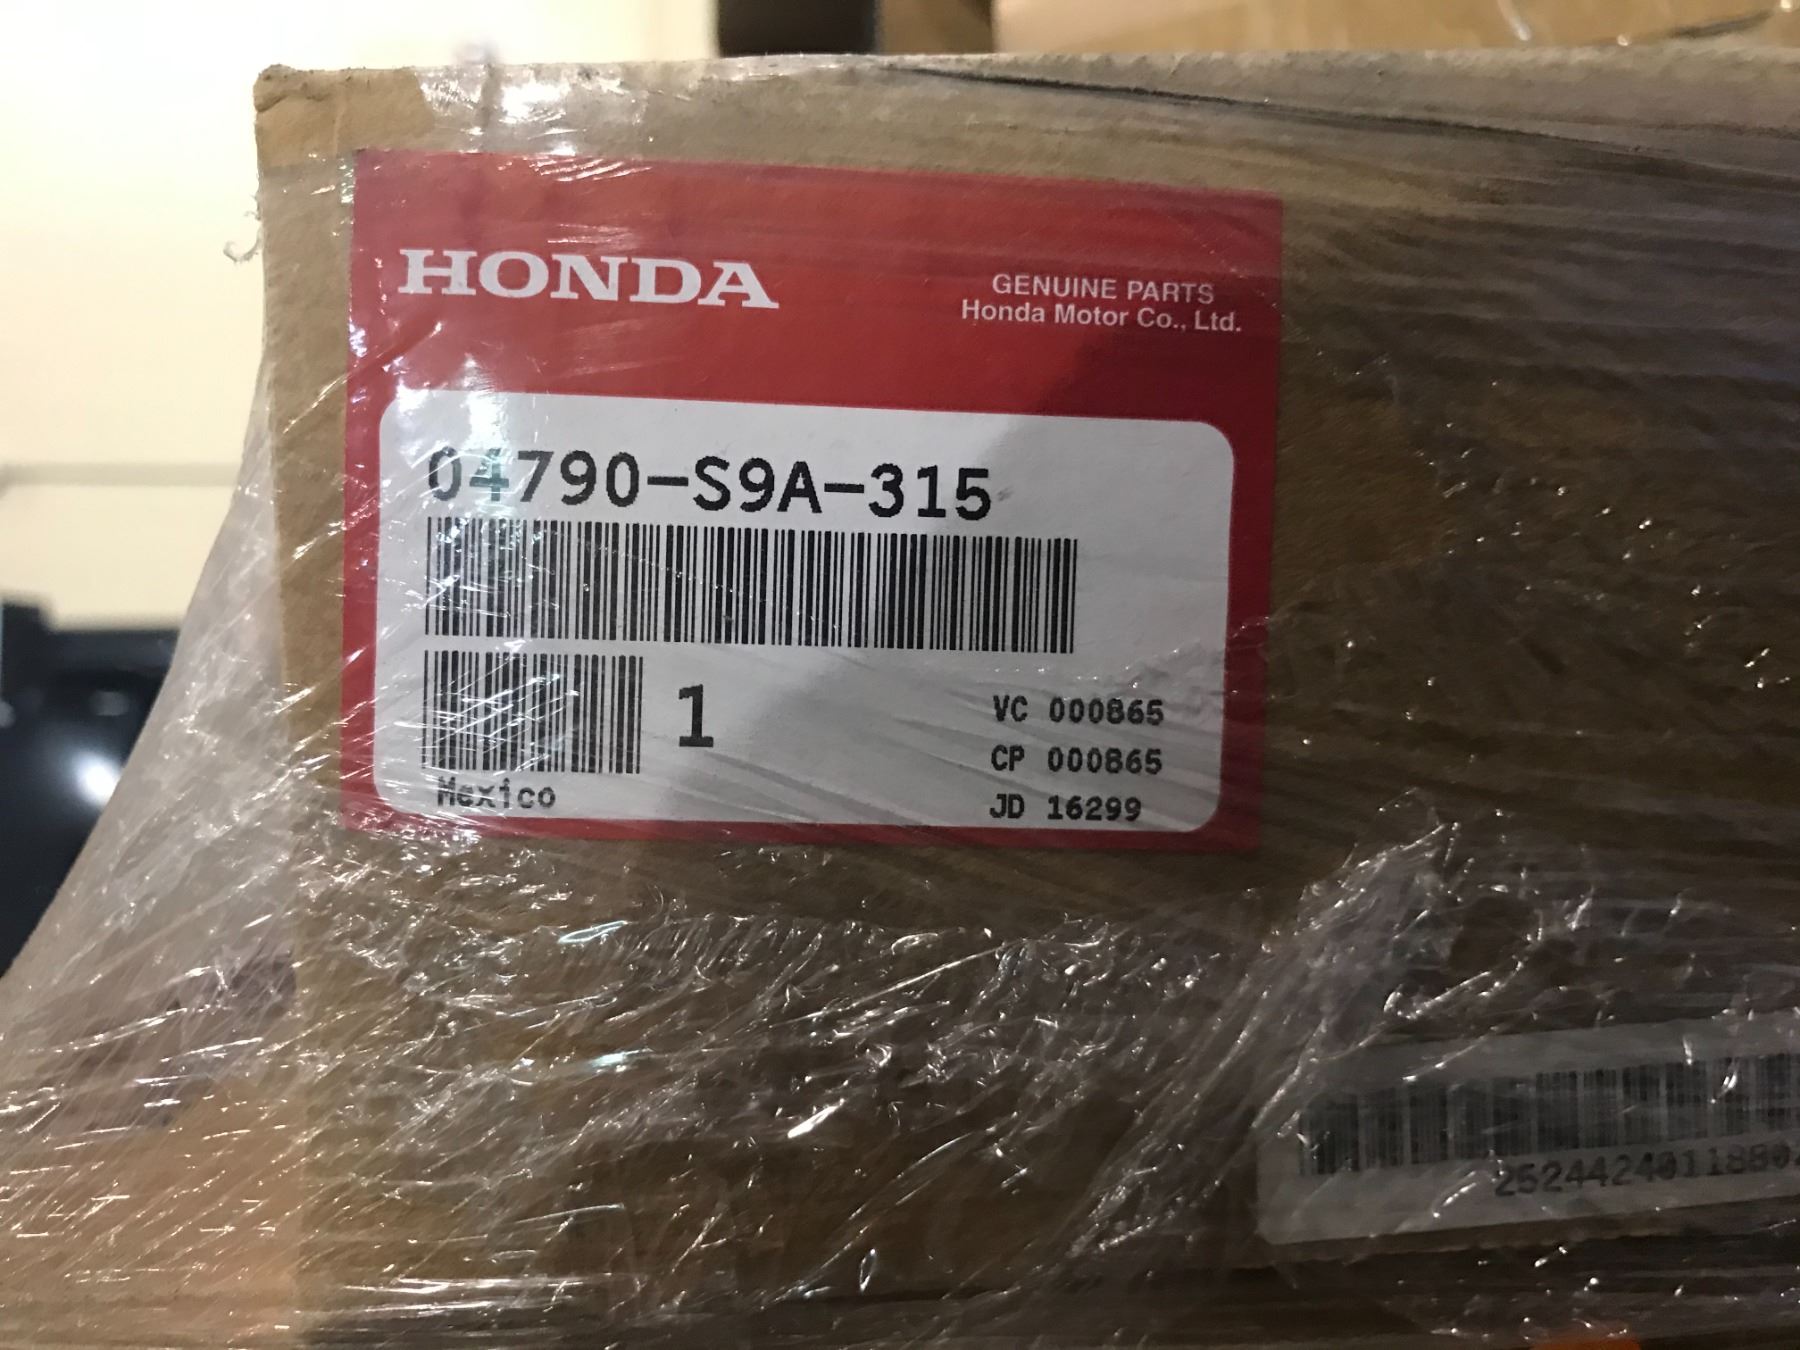 HONDA
GENUINE PARTS
Honda Motor Co., Ltd.
04790-S9A-315
1
VC 000865
CP 000865
Mexico
JD 16299